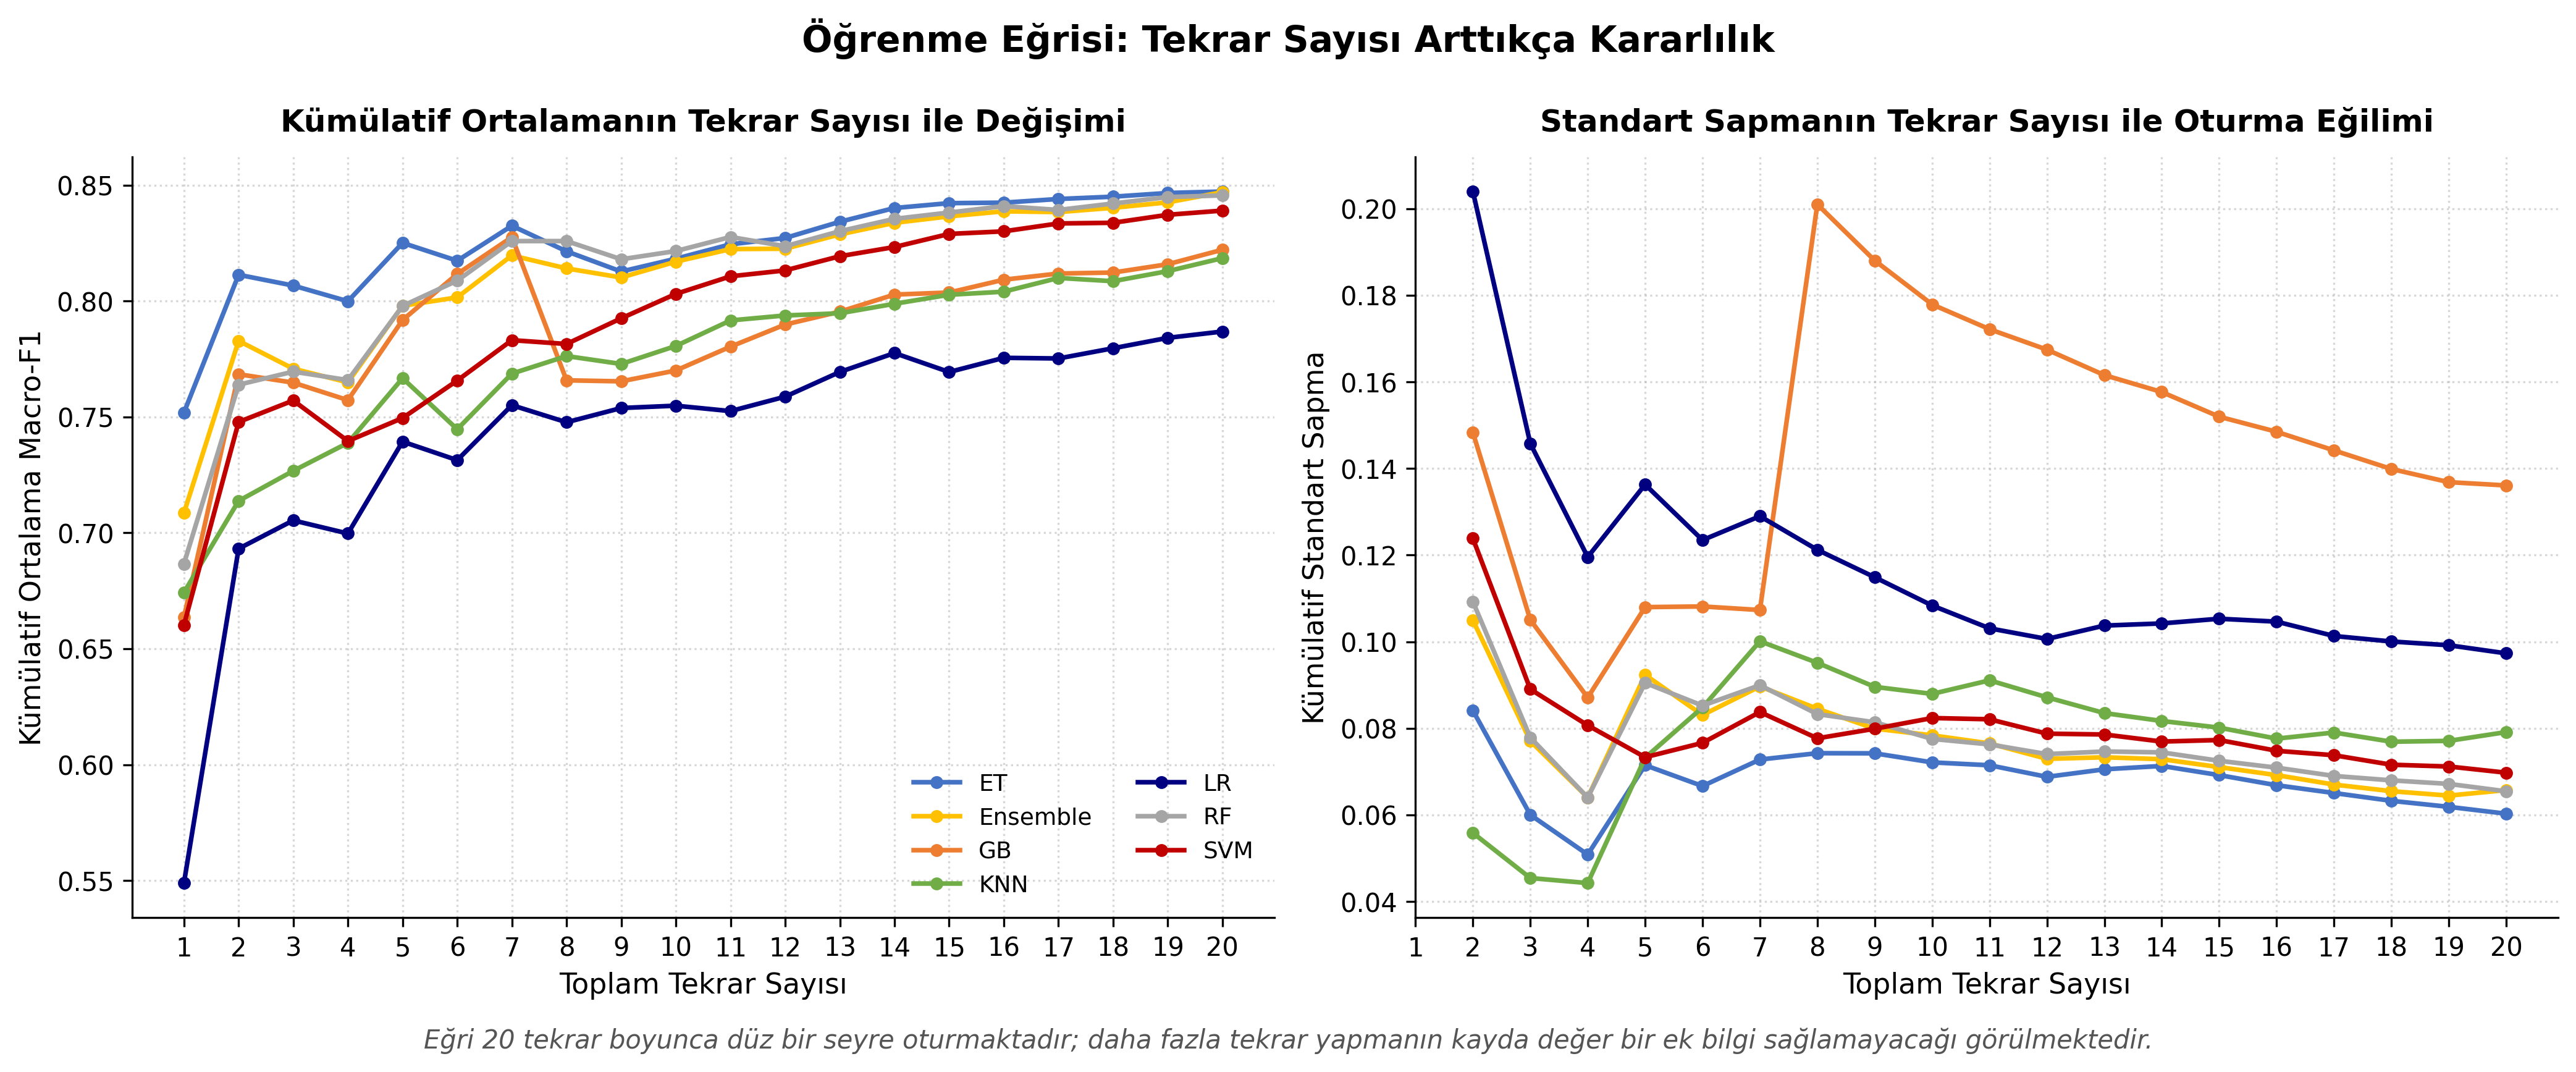 Öğrenme Eğrisi: Tekrar Sayısı Arttıkça Kararlılık
Kümülatif Ortalamanın Tekrar Sayısı ile Değişimi
Kümülatif Ortalama Macro-F1
0.85
0.80
0.75
0.70
0.65
0.60
0.55
ET
Ensemble
GB
KNN
LR
RF
SVM
1 2 3 4 5 6 7 8 9 10 11 12 13 14 15 16 17 18 19 20
Toplam Tekrar Sayısı
Standart Sapmanın Tekrar Sayısı ile Oturma Eğilimi
Kümülatif Standart Sapma
0.20
0.18
0.16
0.14
0.12
0.10
0.08
0.06
0.04
1 2 3 4 5 6 7 8 9 10 11 12 13 14 15 16 17 18 19 20
Toplam Tekrar Sayısı
Eğri 20 tekrar boyunca düz bir seyre oturmaktadır; daha fazla tekrar yapmanın kayda değer bir ek bilgi sağlamayacağı görülmektedir.